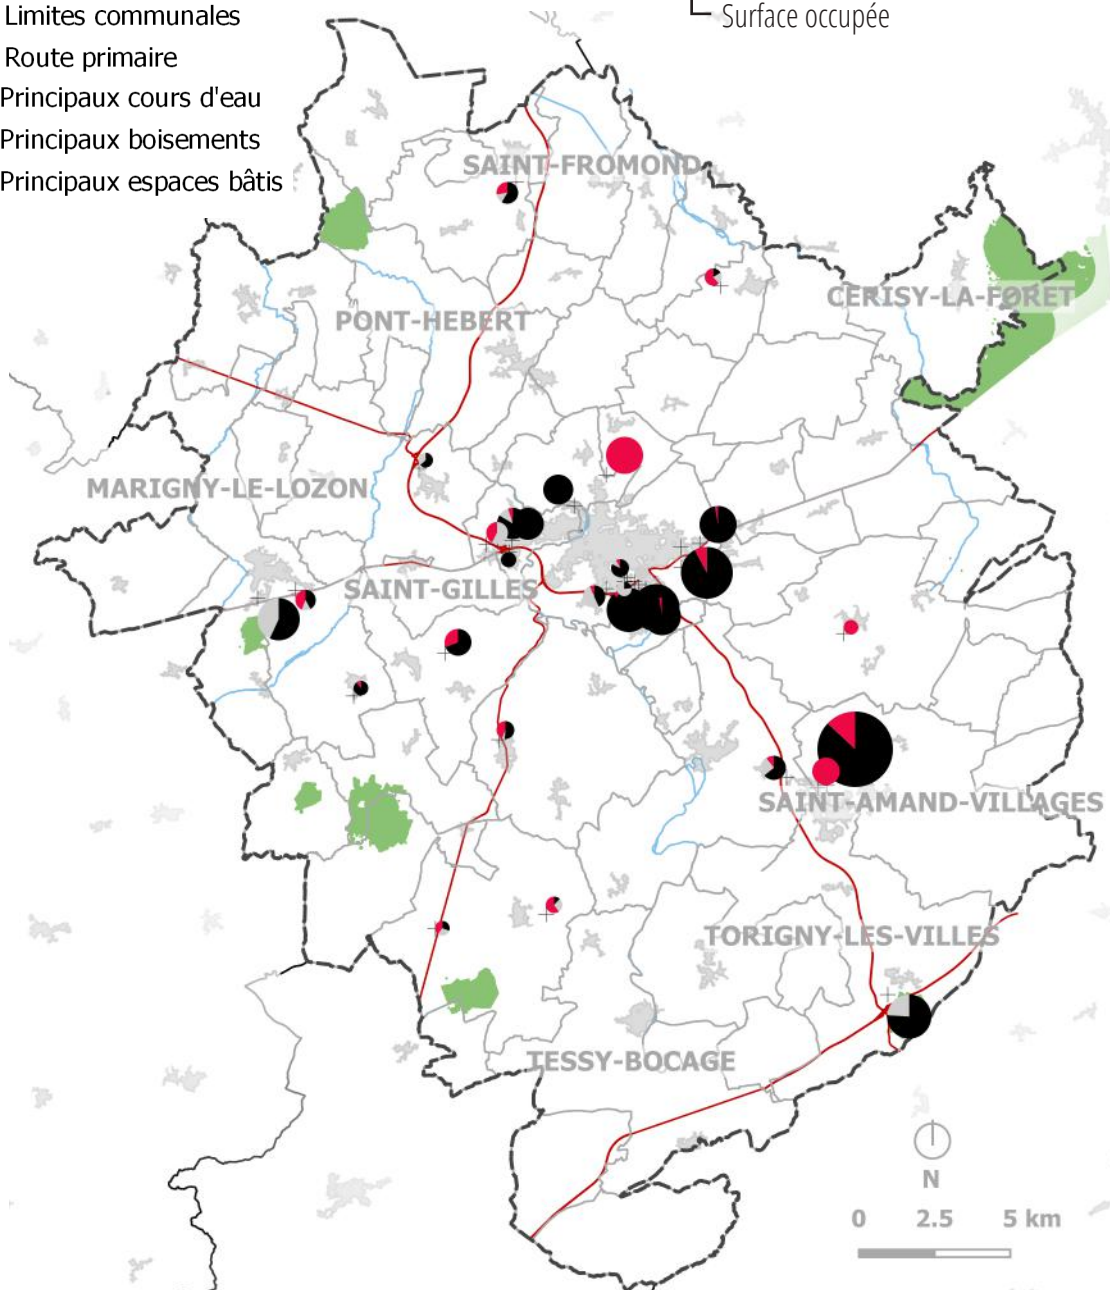 Limites communales
Surface occupée
Route primaire
Principaux cours d'eau
Principaux boisements
Principaux espaces bâtis
SAINT-FROMOND
CERISY-LA-FORET
PONT-HEBERT
MARIGNY-LE-LOZON
SAINT-GILLES
SAINT-AMAND-VILLAGES
TORIGNY-LES-VILLES
TESSY-BOCAGE
N
0 2.5 5 km